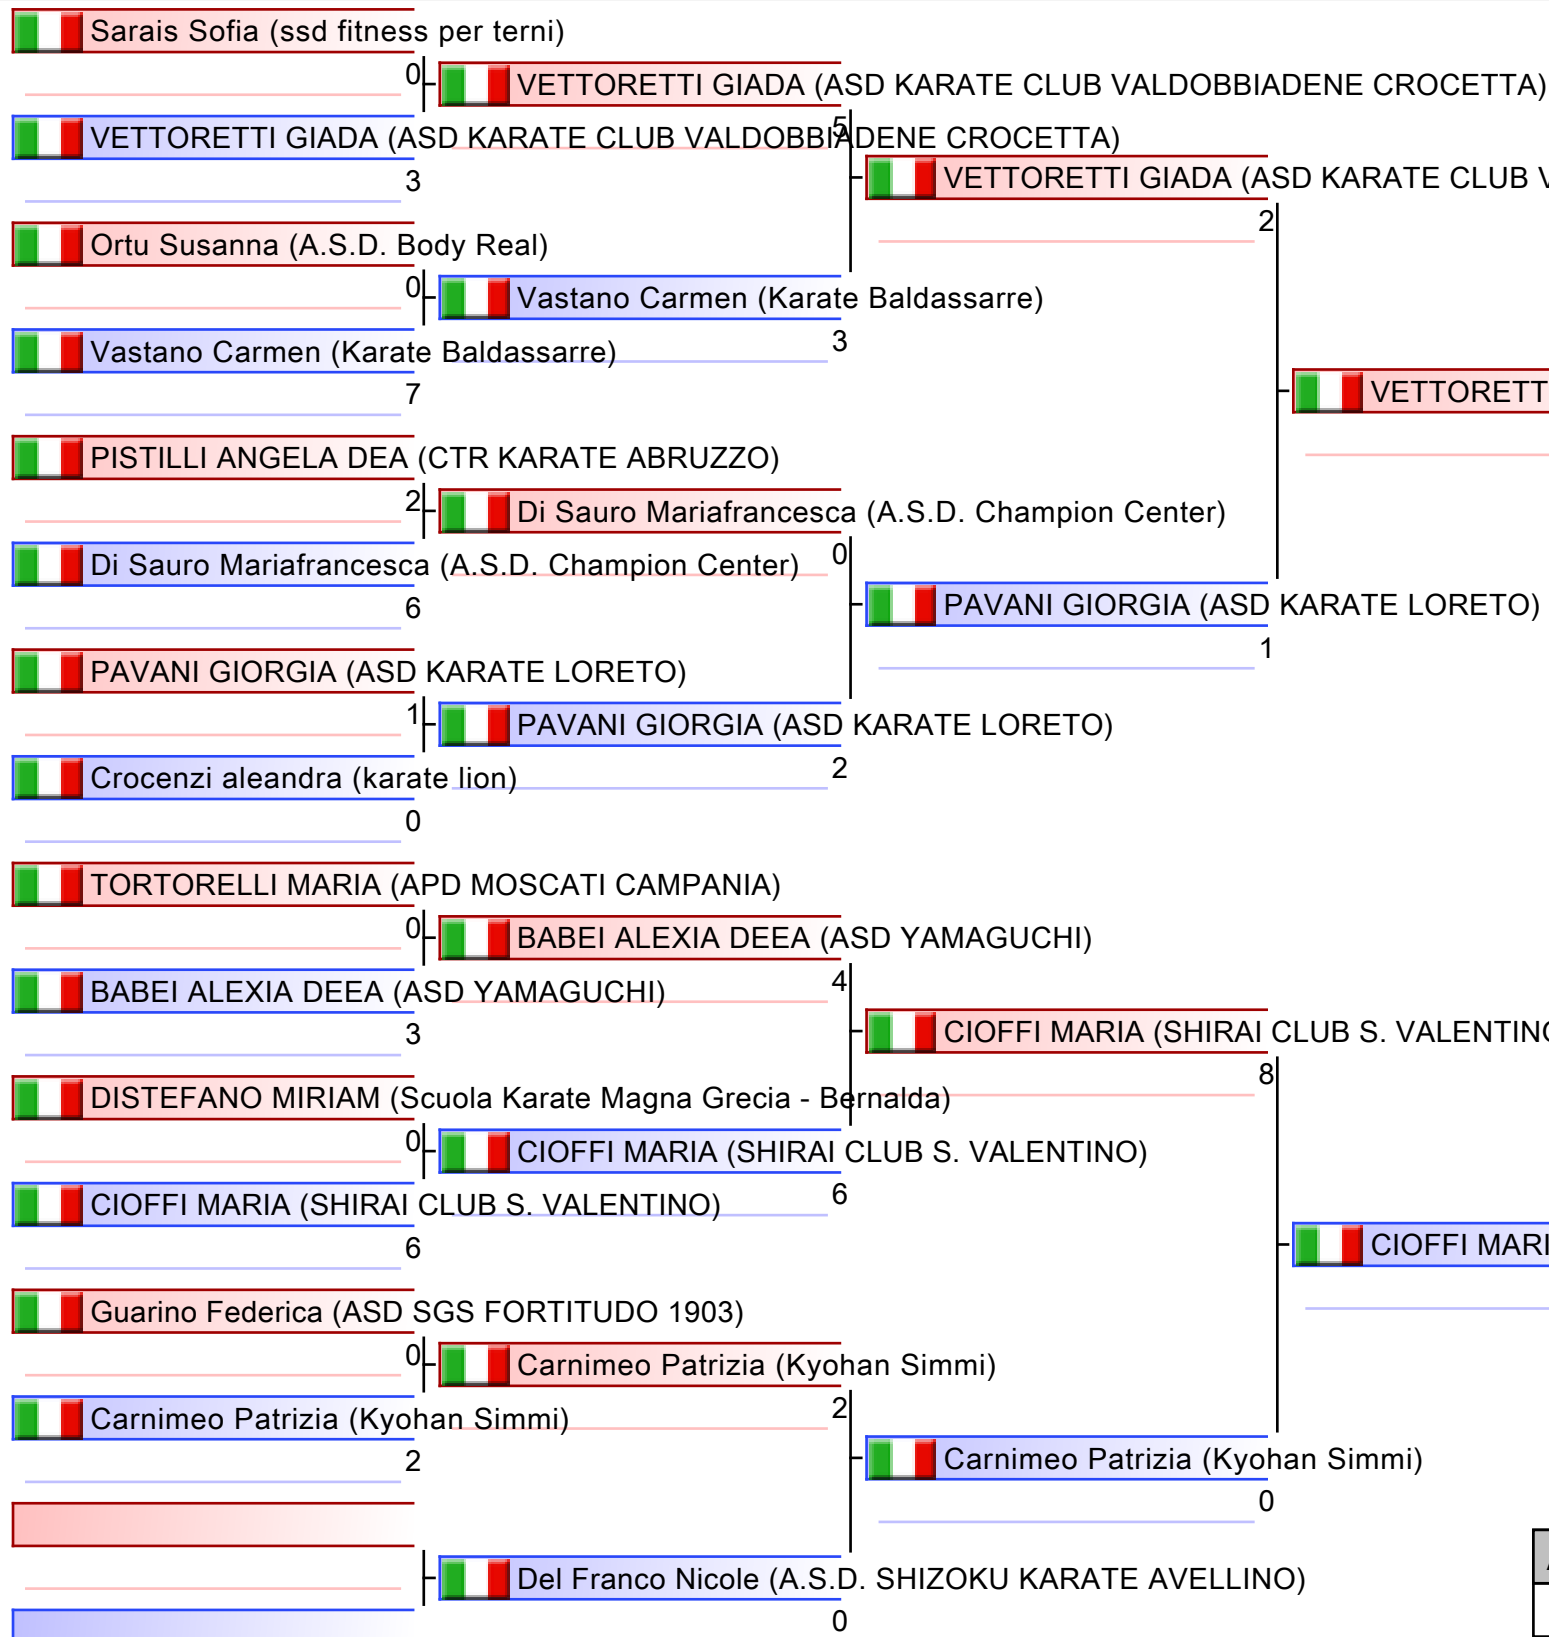 Sarais Sofia (ssd fitness per terni)
0
VETTORETTI GIADA (ASD KARATE CLUB VALDOBBIADENE CROCETTA)
VETTORETTI GIADA (ASD KARATE CLUB VALDOBBIADENE CROCETTA)
5
3
VETTORETTI GIADA (ASD KARATE CLUB V
2
Ortu Susanna (A.S.D. Body Real)
0
Vastano Carmen (Karate Baldassarre)
3
Vastano Carmen (Karate Baldassarre)
7
VETTORETT
PISTILLI ANGELA DEA (CTR KARATE ABRUZZO)
2
Di Sauro Mariafrancesca (A.S.D. Champion Center)
0
Di Sauro Mariafrancesca (A.S.D. Champion Center)
6
PAVANI GIORGIA (ASD KARATE LORETO)
1
PAVANI GIORGIA (ASD KARATE LORETO)
1
PAVANI GIORGIA (ASD KARATE LORETO)
2
Crocenzi aleandra (karate lion)
0
TORTORELLI MARIA (APD MOSCATI CAMPANIA)
0
BABEI ALEXIA DEEA (ASD YAMAGUCHI)
4
BABEI ALEXIA DEEA (ASD YAMAGUCHI)
3
CIOFFI MARIA (SHIRAI CLUB S. VALENTINO
8
DISTEFANO MIRIAM (Scuola Karate Magna Grecia - Bernalda)
0
CIOFFI MARIA (SHIRAI CLUB S. VALENTINO)
6
CIOFFI MARIA (SHIRAI CLUB S. VALENTINO)
6
CIOFFI MARI
Guarino Federica (ASD SGS FORTITUDO 1903)
0
Carnimeo Patrizia (Kyohan Simmi)
2
Carnimeo Patrizia (Kyohan Simmi)
2
Carnimeo Patrizia (Kyohan Simmi)
0
Del Franco Nicole (A.S.D. SHIZOKU KARATE AVELLINO)
0